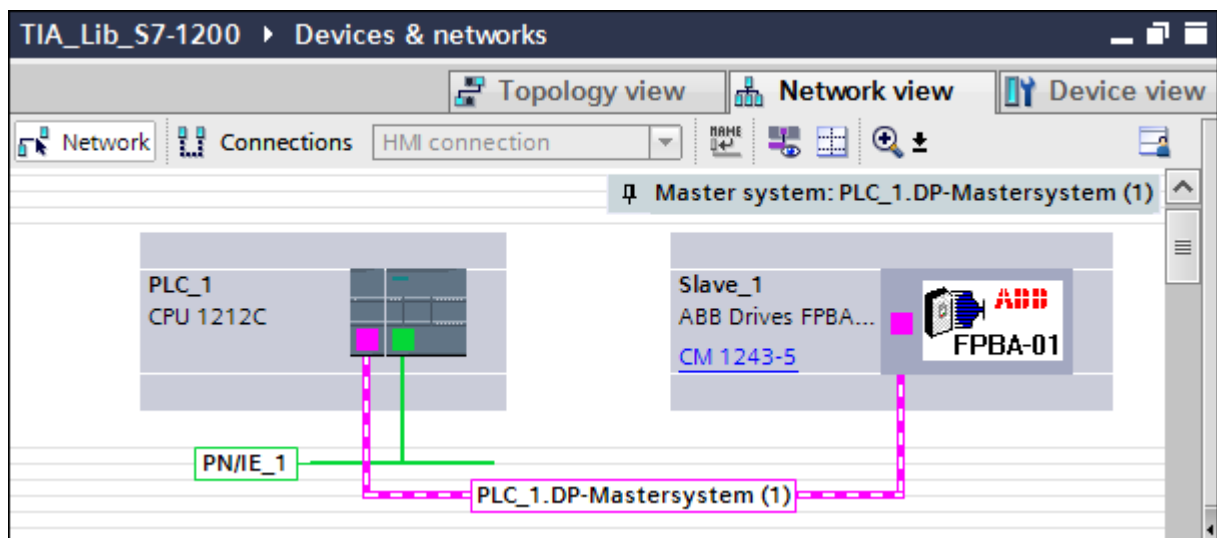 TIA_Lib_S7-1200 ▸ Devices & networks
Topology view
Network view
Device view
Network
Connections
HMI connection
NAME
Master system: PLC_1.DP-Mastersystem (1)
PLC_1
CPU 1212C
Slave_1
ABB Drives FPBA...
CM 1243-5
ABB
FPBA-01
PN/IE_1
PLC_1.DP-Mastersystem (1)